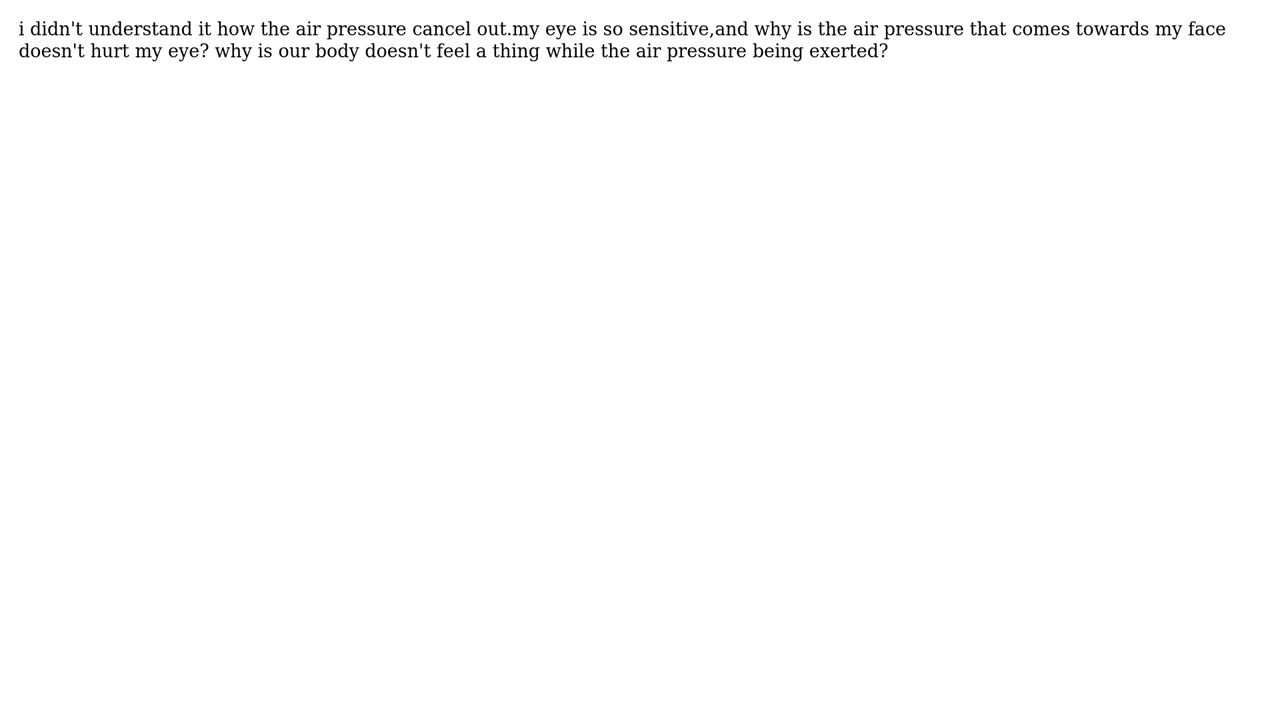 i didn't understand it how the air pressure cancel out.my eye is so sensitive,and why is the air pressure that comes towards my face
doesn't hurt my eye? why is our body doesn't feel a thing while the air pressure being exerted?